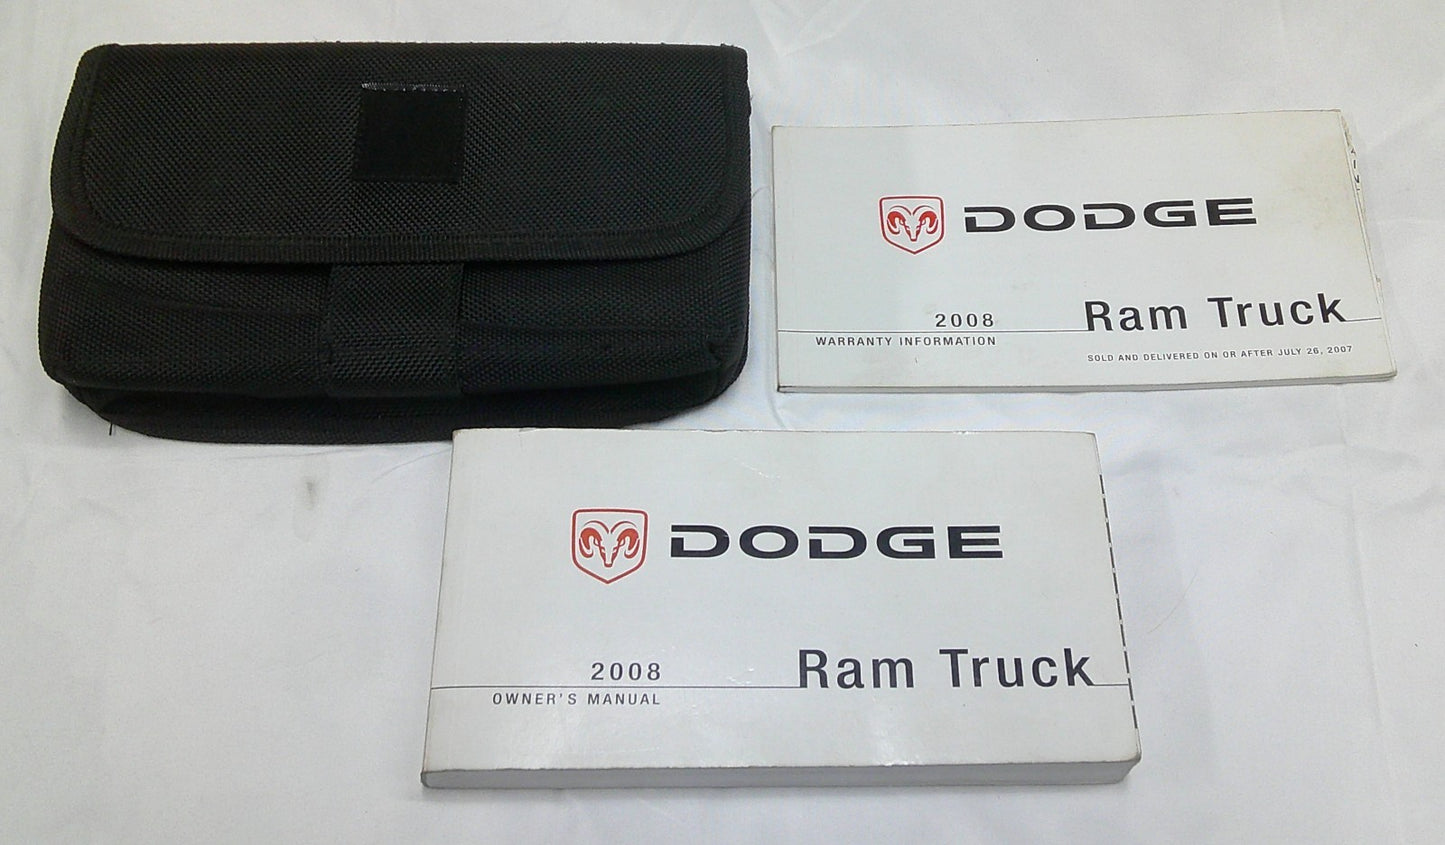 DODGE
2008
Ram Truck
WARRANTY INFORMATION
SOLD AND DELIVERED ON OR AFTER JULY 26, 2007
DODGE
2008
Ram Truck
OWNER'S MANUAL